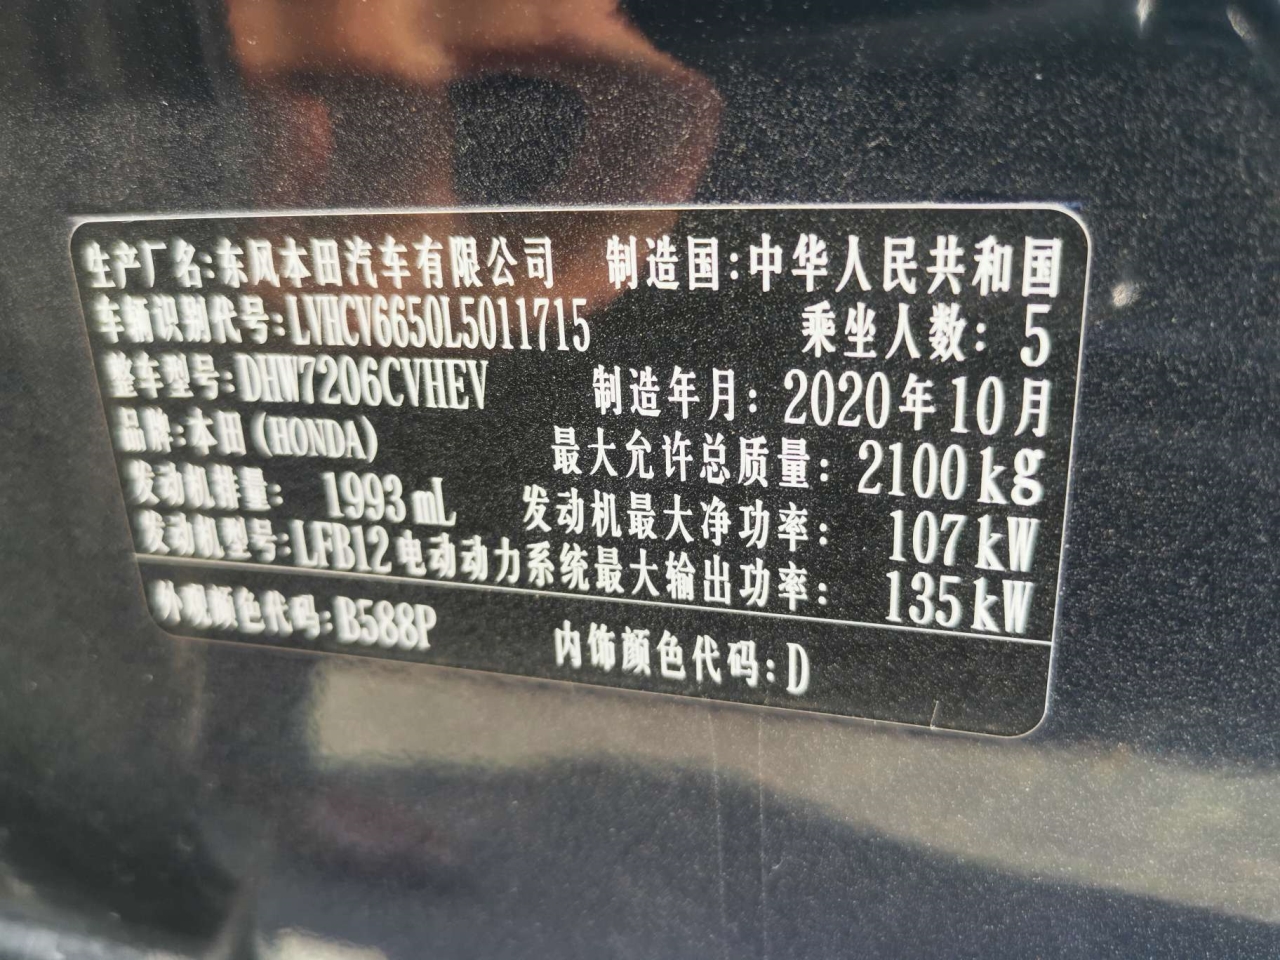 生产厂名:东风本田汽车有限公司 制造国:中华人民共和国
车辆识别代号:LVHCV6650L5011715 乘坐人数: 5
整车型号:DHW7206CVHEV 制造年月: 2020年10月
品牌:本田(HONDA) 最大允许总质量: 2100kg
发动机排量: 1993mL 发动机最大净功率: 107kW
发动机型号:LFB12 电动动力系统最大输出功率: 135kW
外观颜色代码:B588P 内饰颜色代码:D